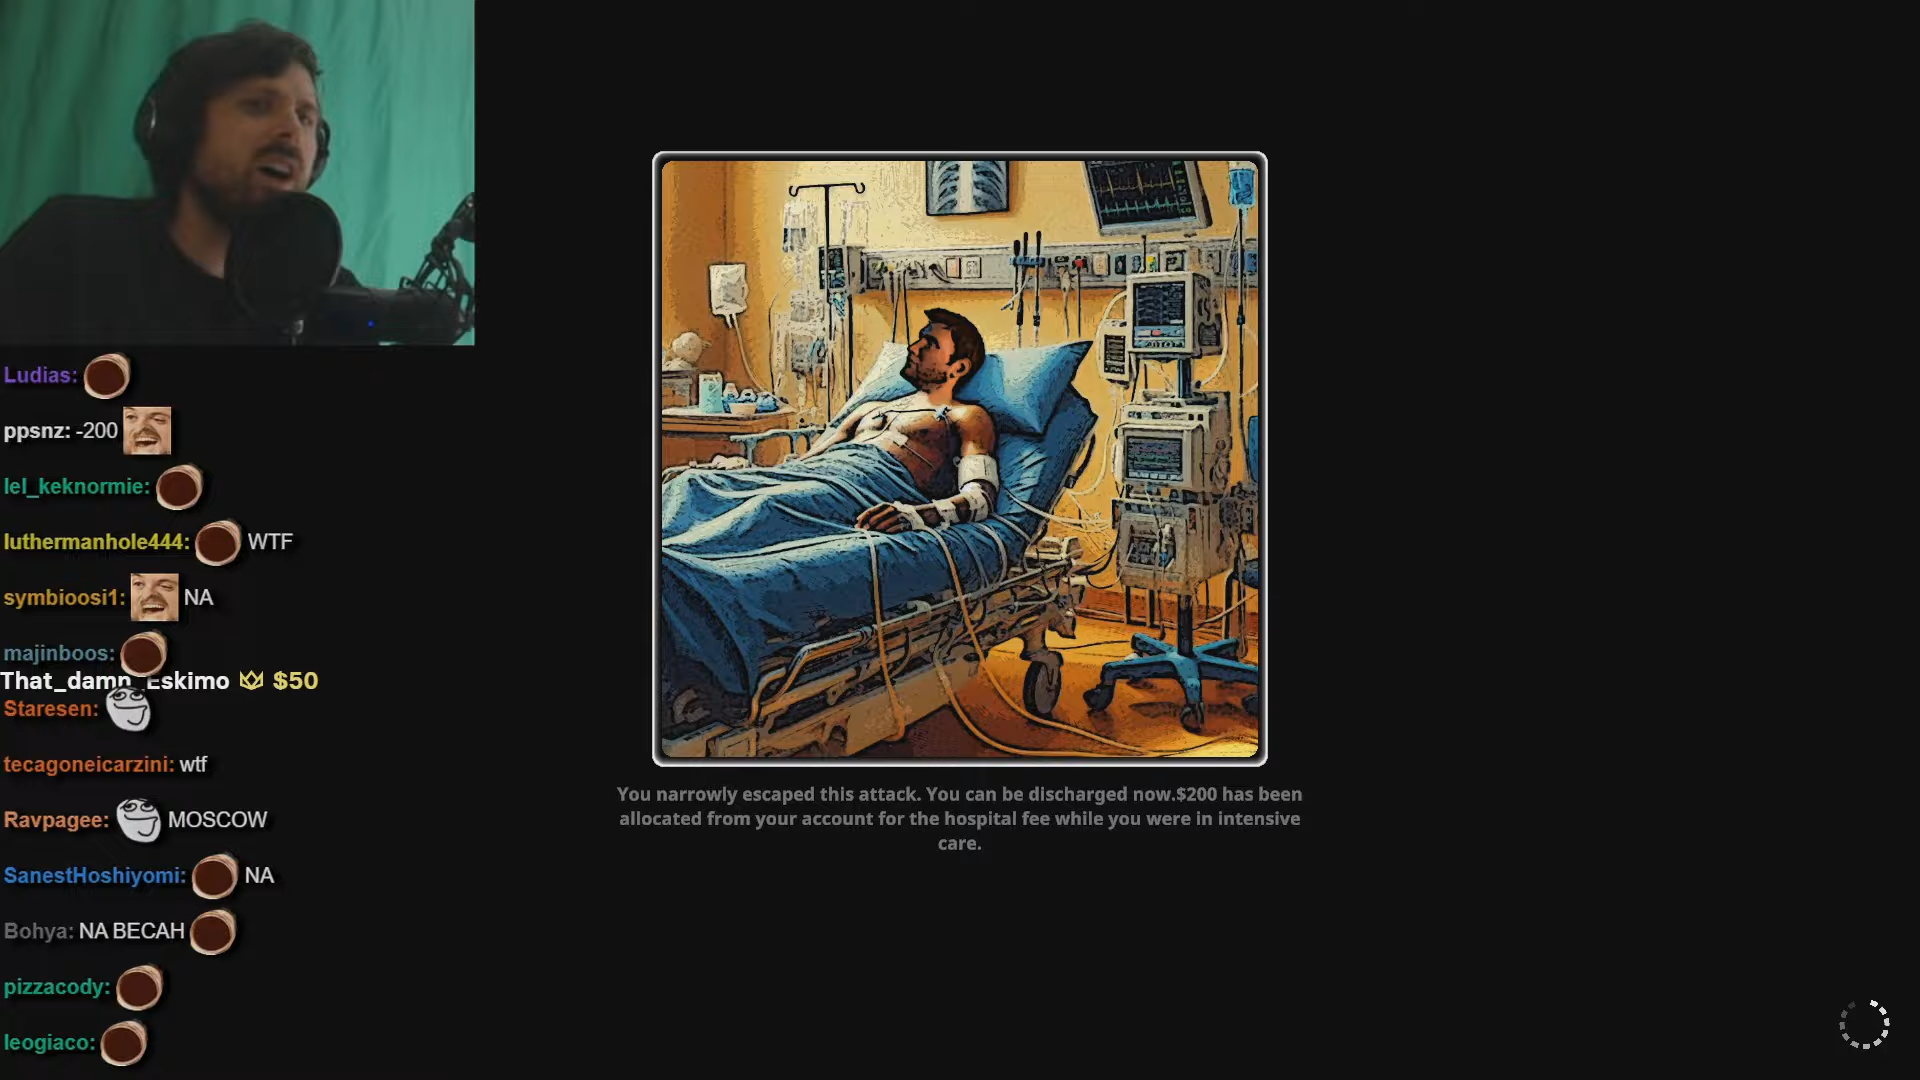 Ludias:
ppsnz: -200
lel_keknormie:
luthermanhole444: WTF
symbioosi1: NA
majinboos:
That_damn_Eskimo $50
Staresen:
tecagoneicarzini: wtf
Ravpagee: MOSCOW
SanestHoshiyomi: NA
Bohya: NA BECAH
pizzacody:
leogiaco:
You narrowly escaped this attack. You can be discharged now.$200 has been
allocated from your account for the hospital fee while you were in intensive
care.